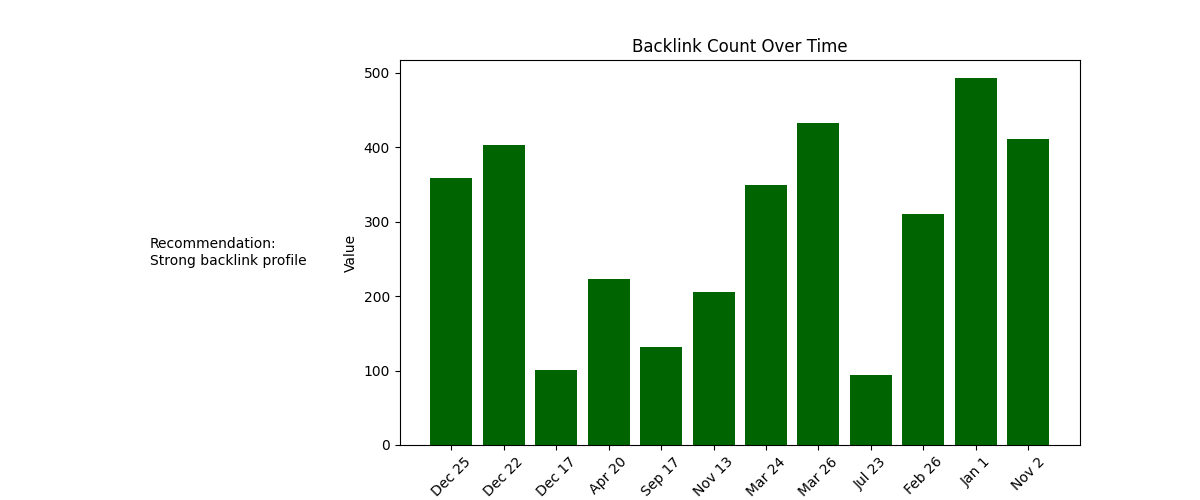 Backlink Count Over Time
Recommendation:
Strong backlink profile
Value
500
400
300
200
100
0
Dec 25
Dec 22
Dec 17
Apr 20
Sep 17
Nov 13
Mar 24
Mar 26
Jul 23
Feb 26
Jan 1
Nov 2